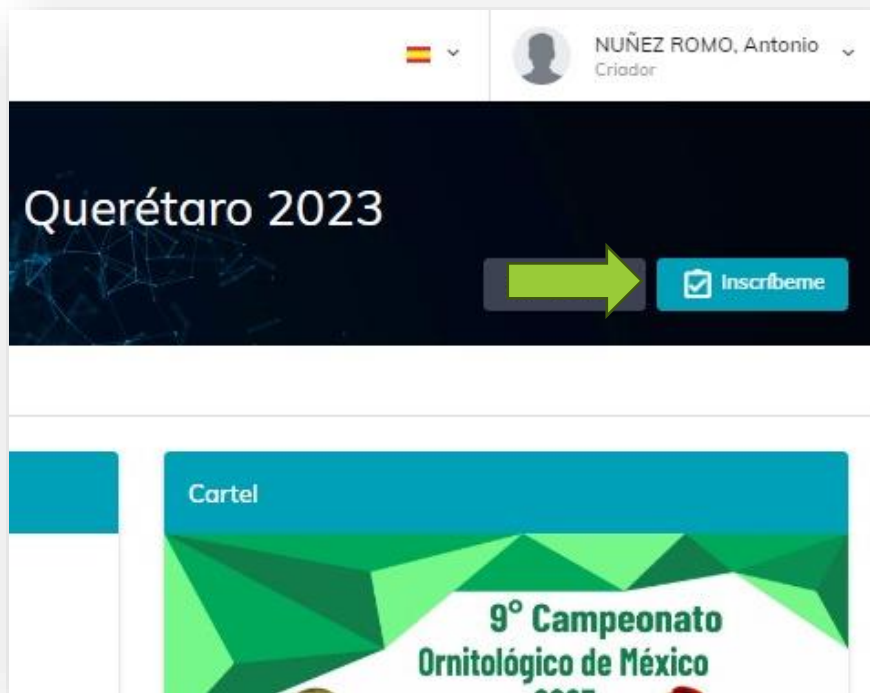 NUÑEZ ROMO, Antonio
Criador
Querétaro 2023
Inscríbeme
Cartel
9° Campeonato
Ornitológico de México